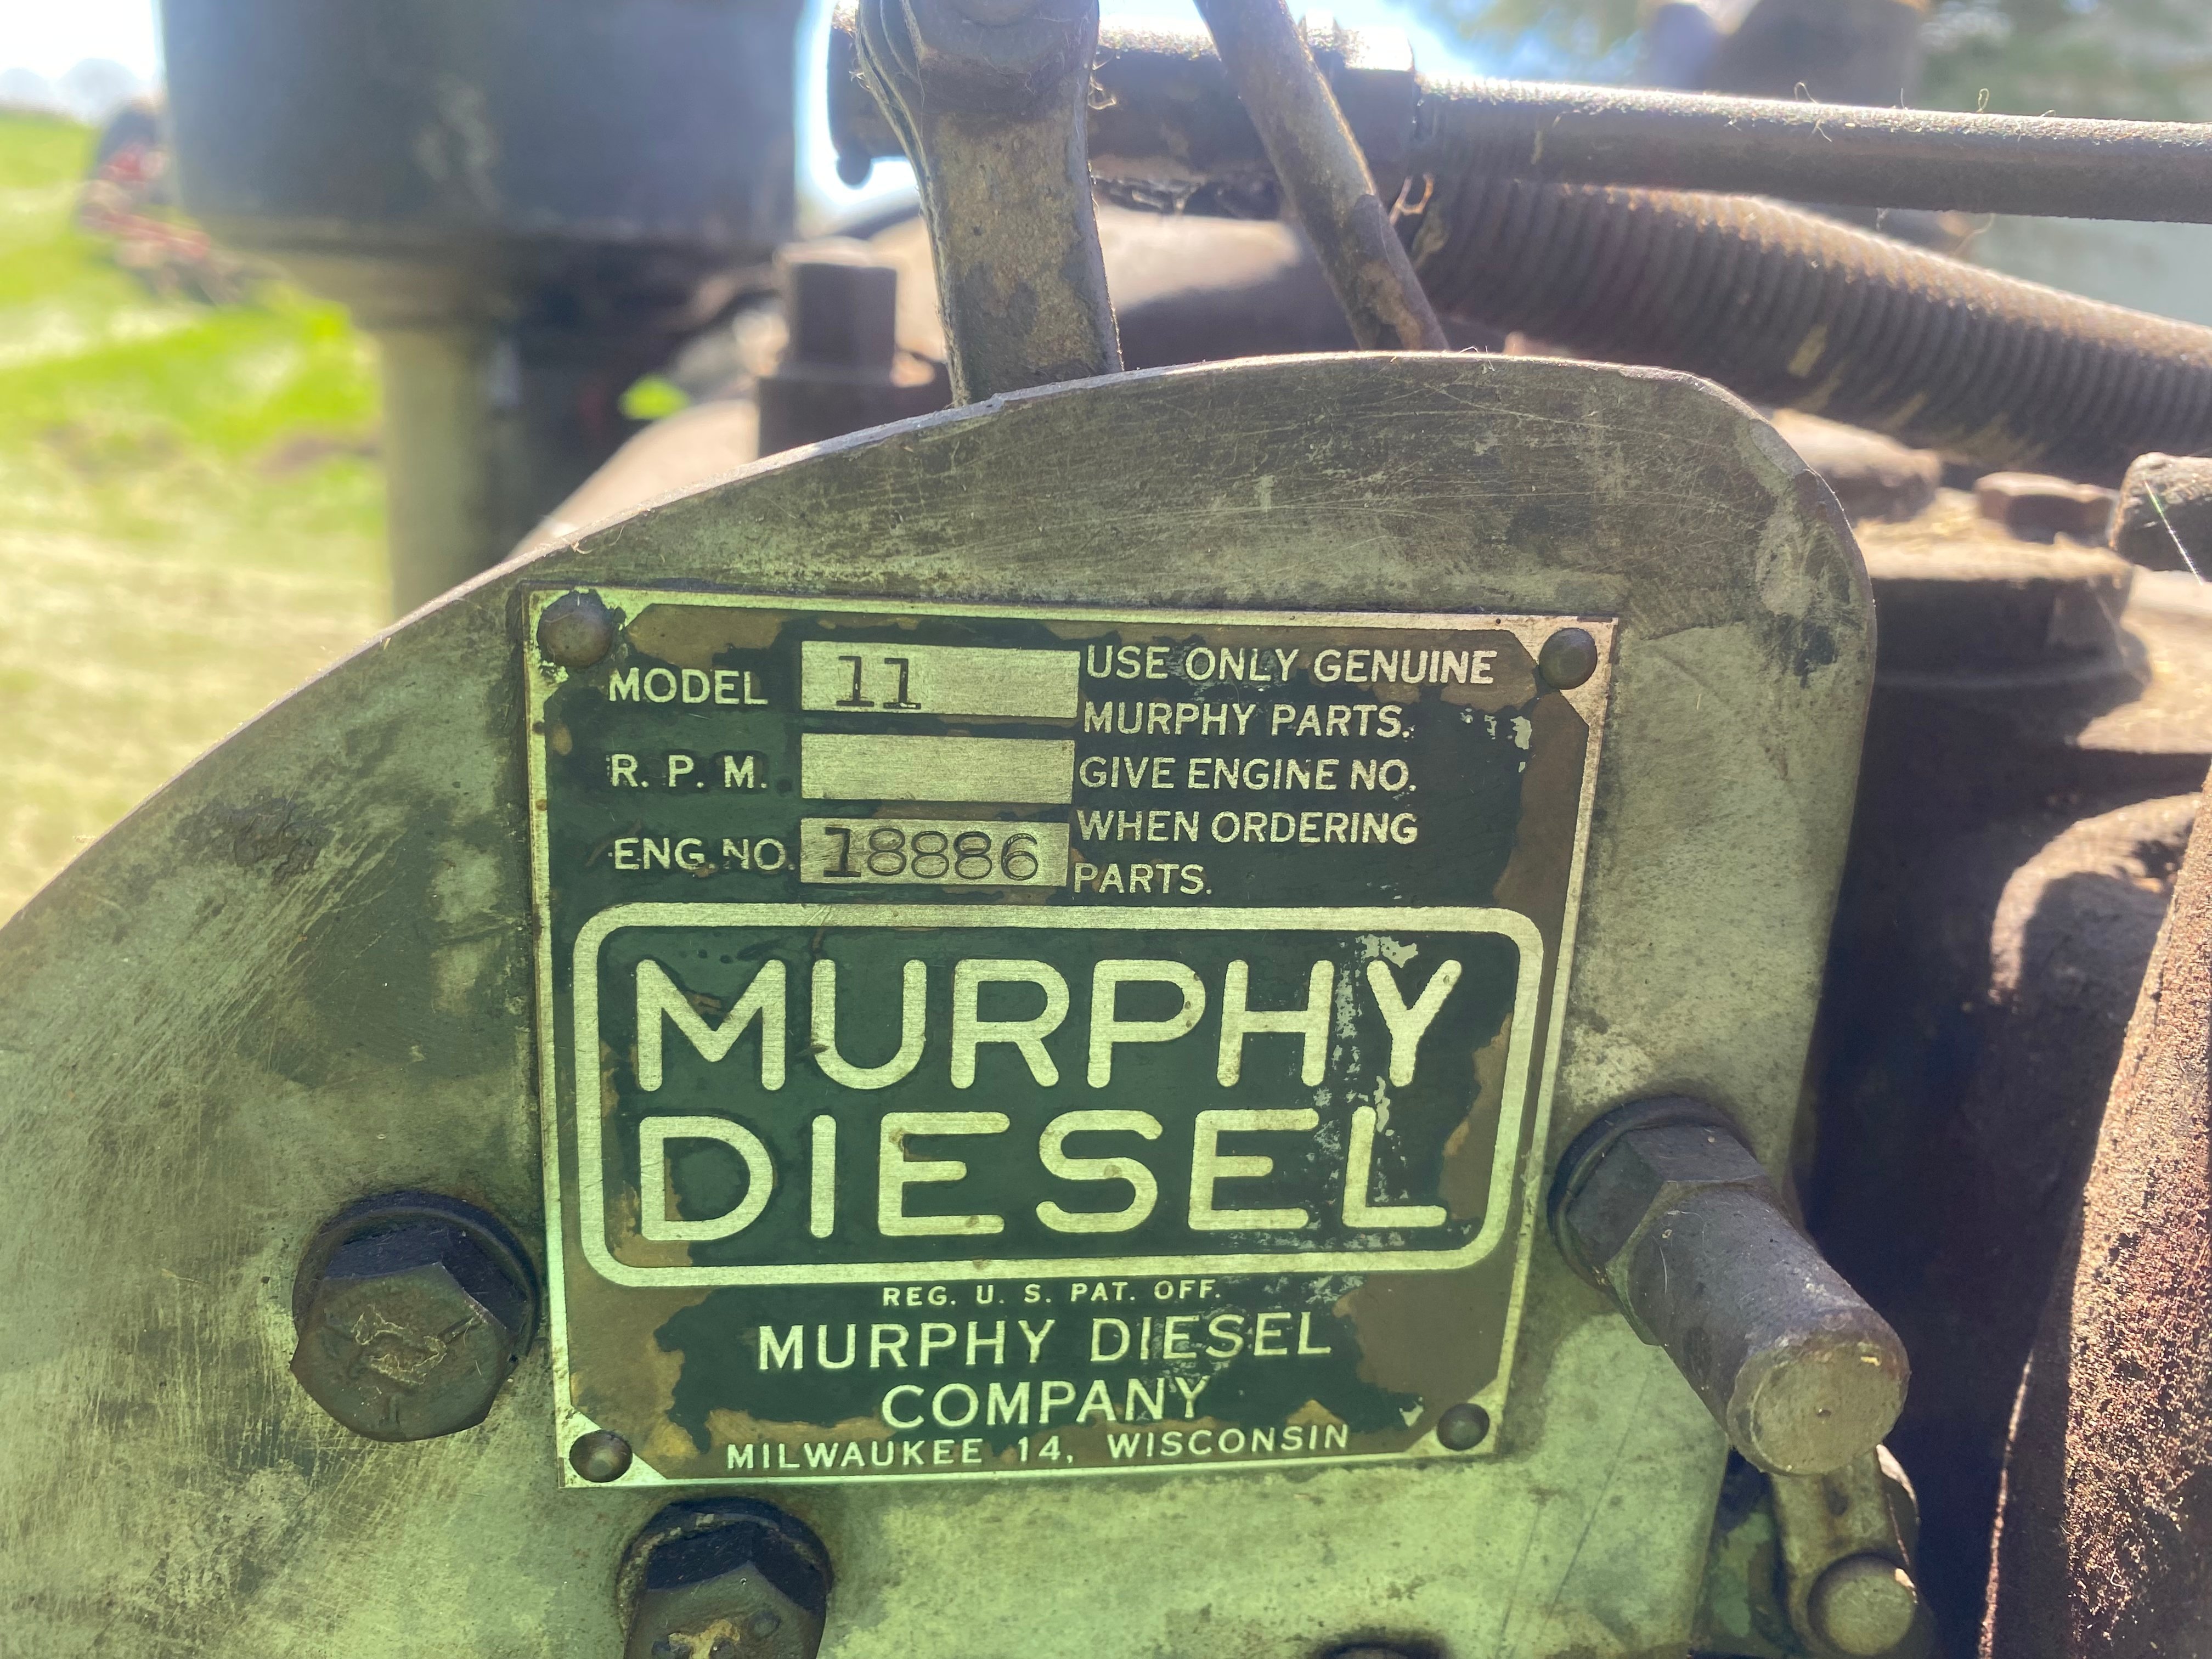 MODEL 11
R. P. M.
ENG. NO. 18886
USE ONLY GENUINE
MURPHY PARTS.
GIVE ENGINE NO.
WHEN ORDERING
PARTS.
MURPHY
DIESEL
REG. U. S. PAT. OFF.
MURPHY DIESEL
COMPANY
MILWAUKEE 14, WISCONSIN